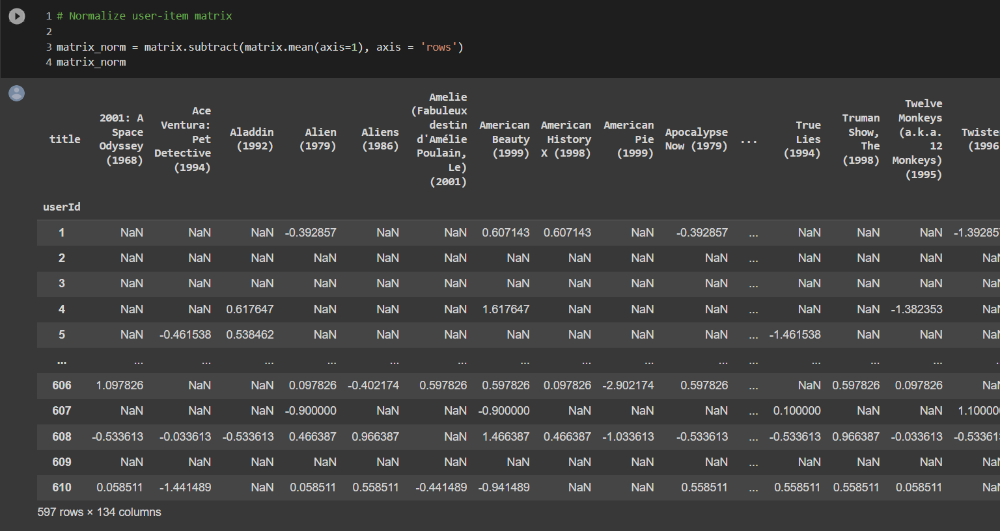 1 # Normalize user-item matrix
2
3 matrix_norm = matrix.subtract(matrix.mean(axis=1), axis = 'rows')
4 matrix_norm
title 2001: A Space Odyssey (1968) Ace Ventura: Pet Detective (1994) Aladdin (1992) Alien (1979) Aliens (1986) Amelie (Fabuleux destin d'Amélie Poulain, Le) (2001) American Beauty (1999) American History X (1998) American Pie (1999) Apocalypse Now (1979) ... True Lies (1994) Truman Show, The (1998) Twelve Monkeys (a.k.a. 12 Monkeys) (1995) Twiste (1996
userId
1 NaN NaN NaN -0.392857 NaN NaN 0.607143 0.607143 NaN -0.392857 ... NaN NaN NaN -1.392857
2 NaN NaN NaN NaN NaN NaN NaN NaN NaN NaN ... NaN NaN NaN NaN
3 NaN NaN NaN NaN NaN NaN NaN NaN NaN NaN ... NaN NaN NaN NaN
4 NaN NaN 0.617647 NaN NaN NaN 1.617647 NaN NaN NaN ... NaN NaN -1.382353 NaN
5 NaN -0.461538 0.538462 NaN NaN NaN NaN NaN NaN NaN ... -1.461538 NaN NaN NaN
... ... ... ... ... ... ... ... ... ... ... ... ... ... ... .
606 1.097826 NaN NaN 0.097826 -0.402174 0.597826 0.597826 0.097826 -2.902174 0.597826 ... NaN 0.597826 0.097826 NaN
607 NaN NaN NaN -0.900000 NaN NaN -0.900000 NaN NaN NaN ... 0.100000 NaN NaN 1.10000
608 -0.533613 -0.033613 -0.533613 0.466387 0.966387 NaN 1.466387 0.466387 -1.033613 -0.533613 ... -0.533613 0.966387 -0.033613 -0.53361
609 NaN NaN NaN NaN NaN NaN NaN NaN NaN NaN ... NaN NaN NaN NaN
610 0.058511 -1.441489 NaN 0.058511 0.558511 -0.441489 -0.941489 NaN NaN 0.558511 ... 0.558511 0.558511 0.058511 NaN
597 rows × 134 columns